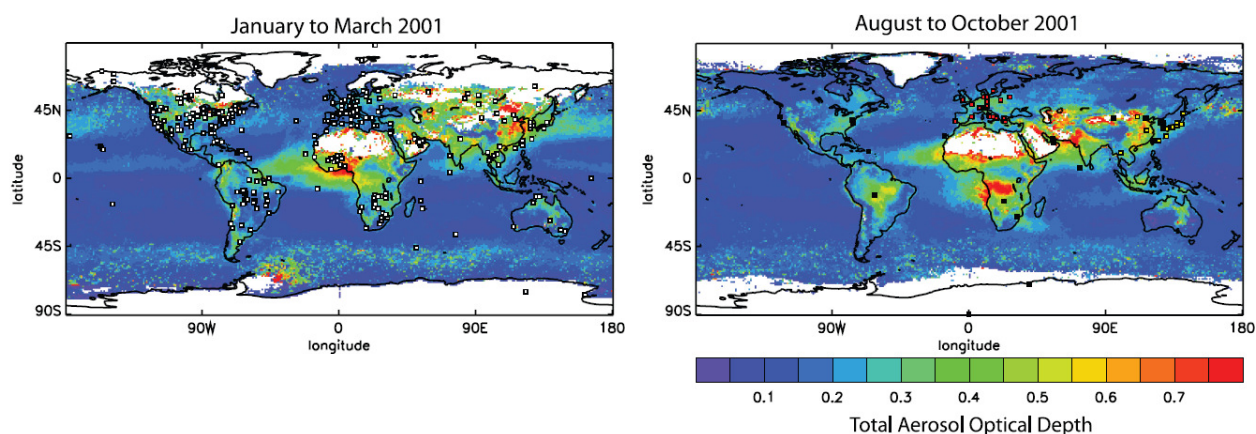 January to March 2001
August to October 2001
latitude
45N
0
45S
90S
90W
0
90E
180
longitude
latitude
45N
0
45S
90S
90W
0
90E
180
longitude
0.1
0.2
0.3
0.4
0.5
0.6
0.7
Total Aerosol Optical Depth